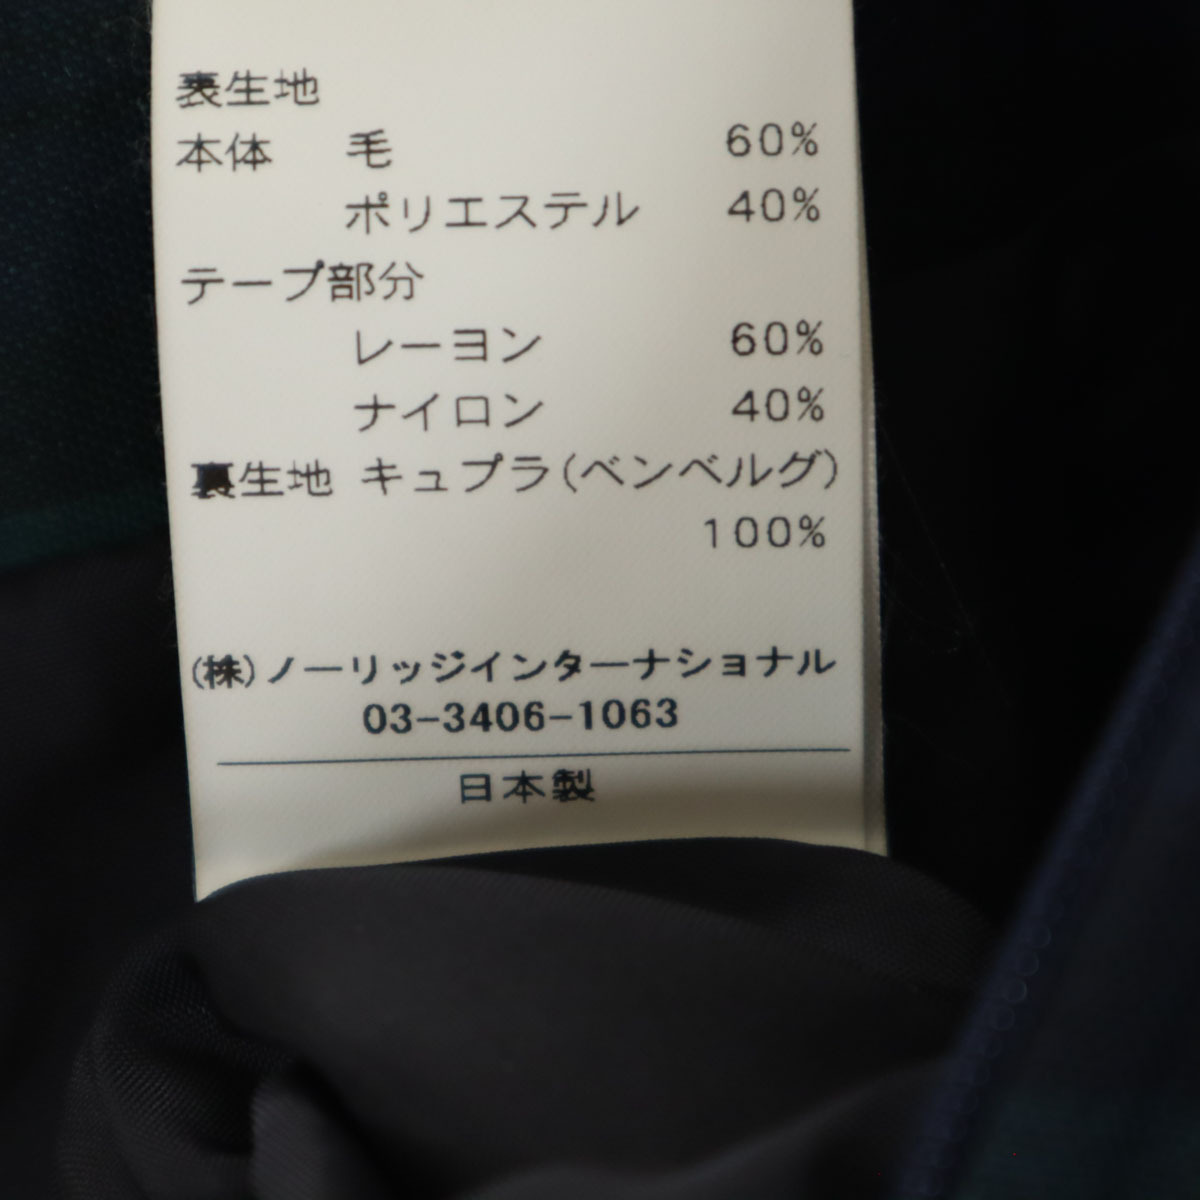 表生地
本体 毛 60%
ポリエステル 40%
テープ部分
レーヨン 60%
ナイロン 40%
裏生地 キュプラ(ベンベルグ)
100%
(株)ノーリッジインターナショナル
03-3406-1063
日本製